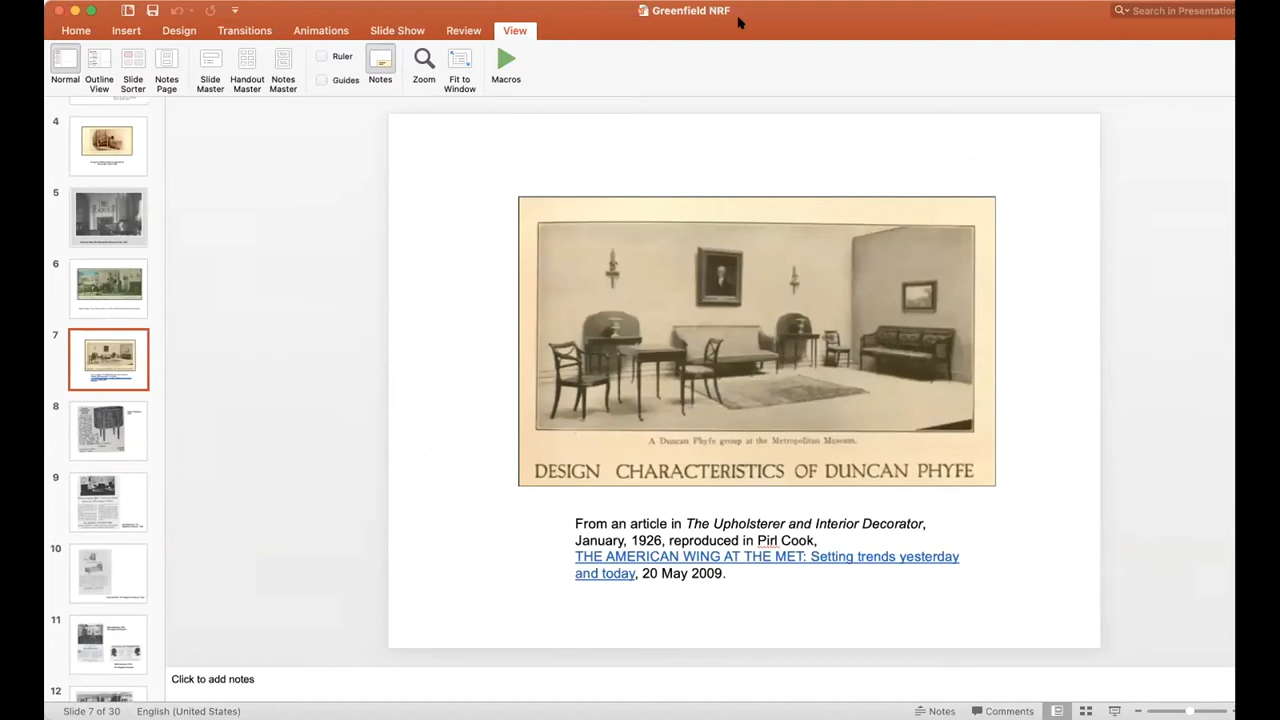 Greenfield NRF
Search in Presentation
Home Insert Design Transitions Animations Slide Show Review View
Normal
Outline View
Slide Sorter
Notes Page
Slide Master
Handout Master
Notes Master
Ruler
Guides
Notes
Zoom
Fit to Window
Macros
4
5
6
7
8
9
10
11
12
A Duncan Phyfe group at the Metropolitan Museum.
DESIGN CHARACTERISTICS OF DUNCAN PHYFE
From an article in The Upholsterer and Interior Decorator,
January, 1926, reproduced in Pirl Cook,
THE AMERICAN WING AT THE MET: Setting trends yesterday
and today, 20 May 2009.
Click to add notes
Slide 7 of 30 English (United States) Notes Comments